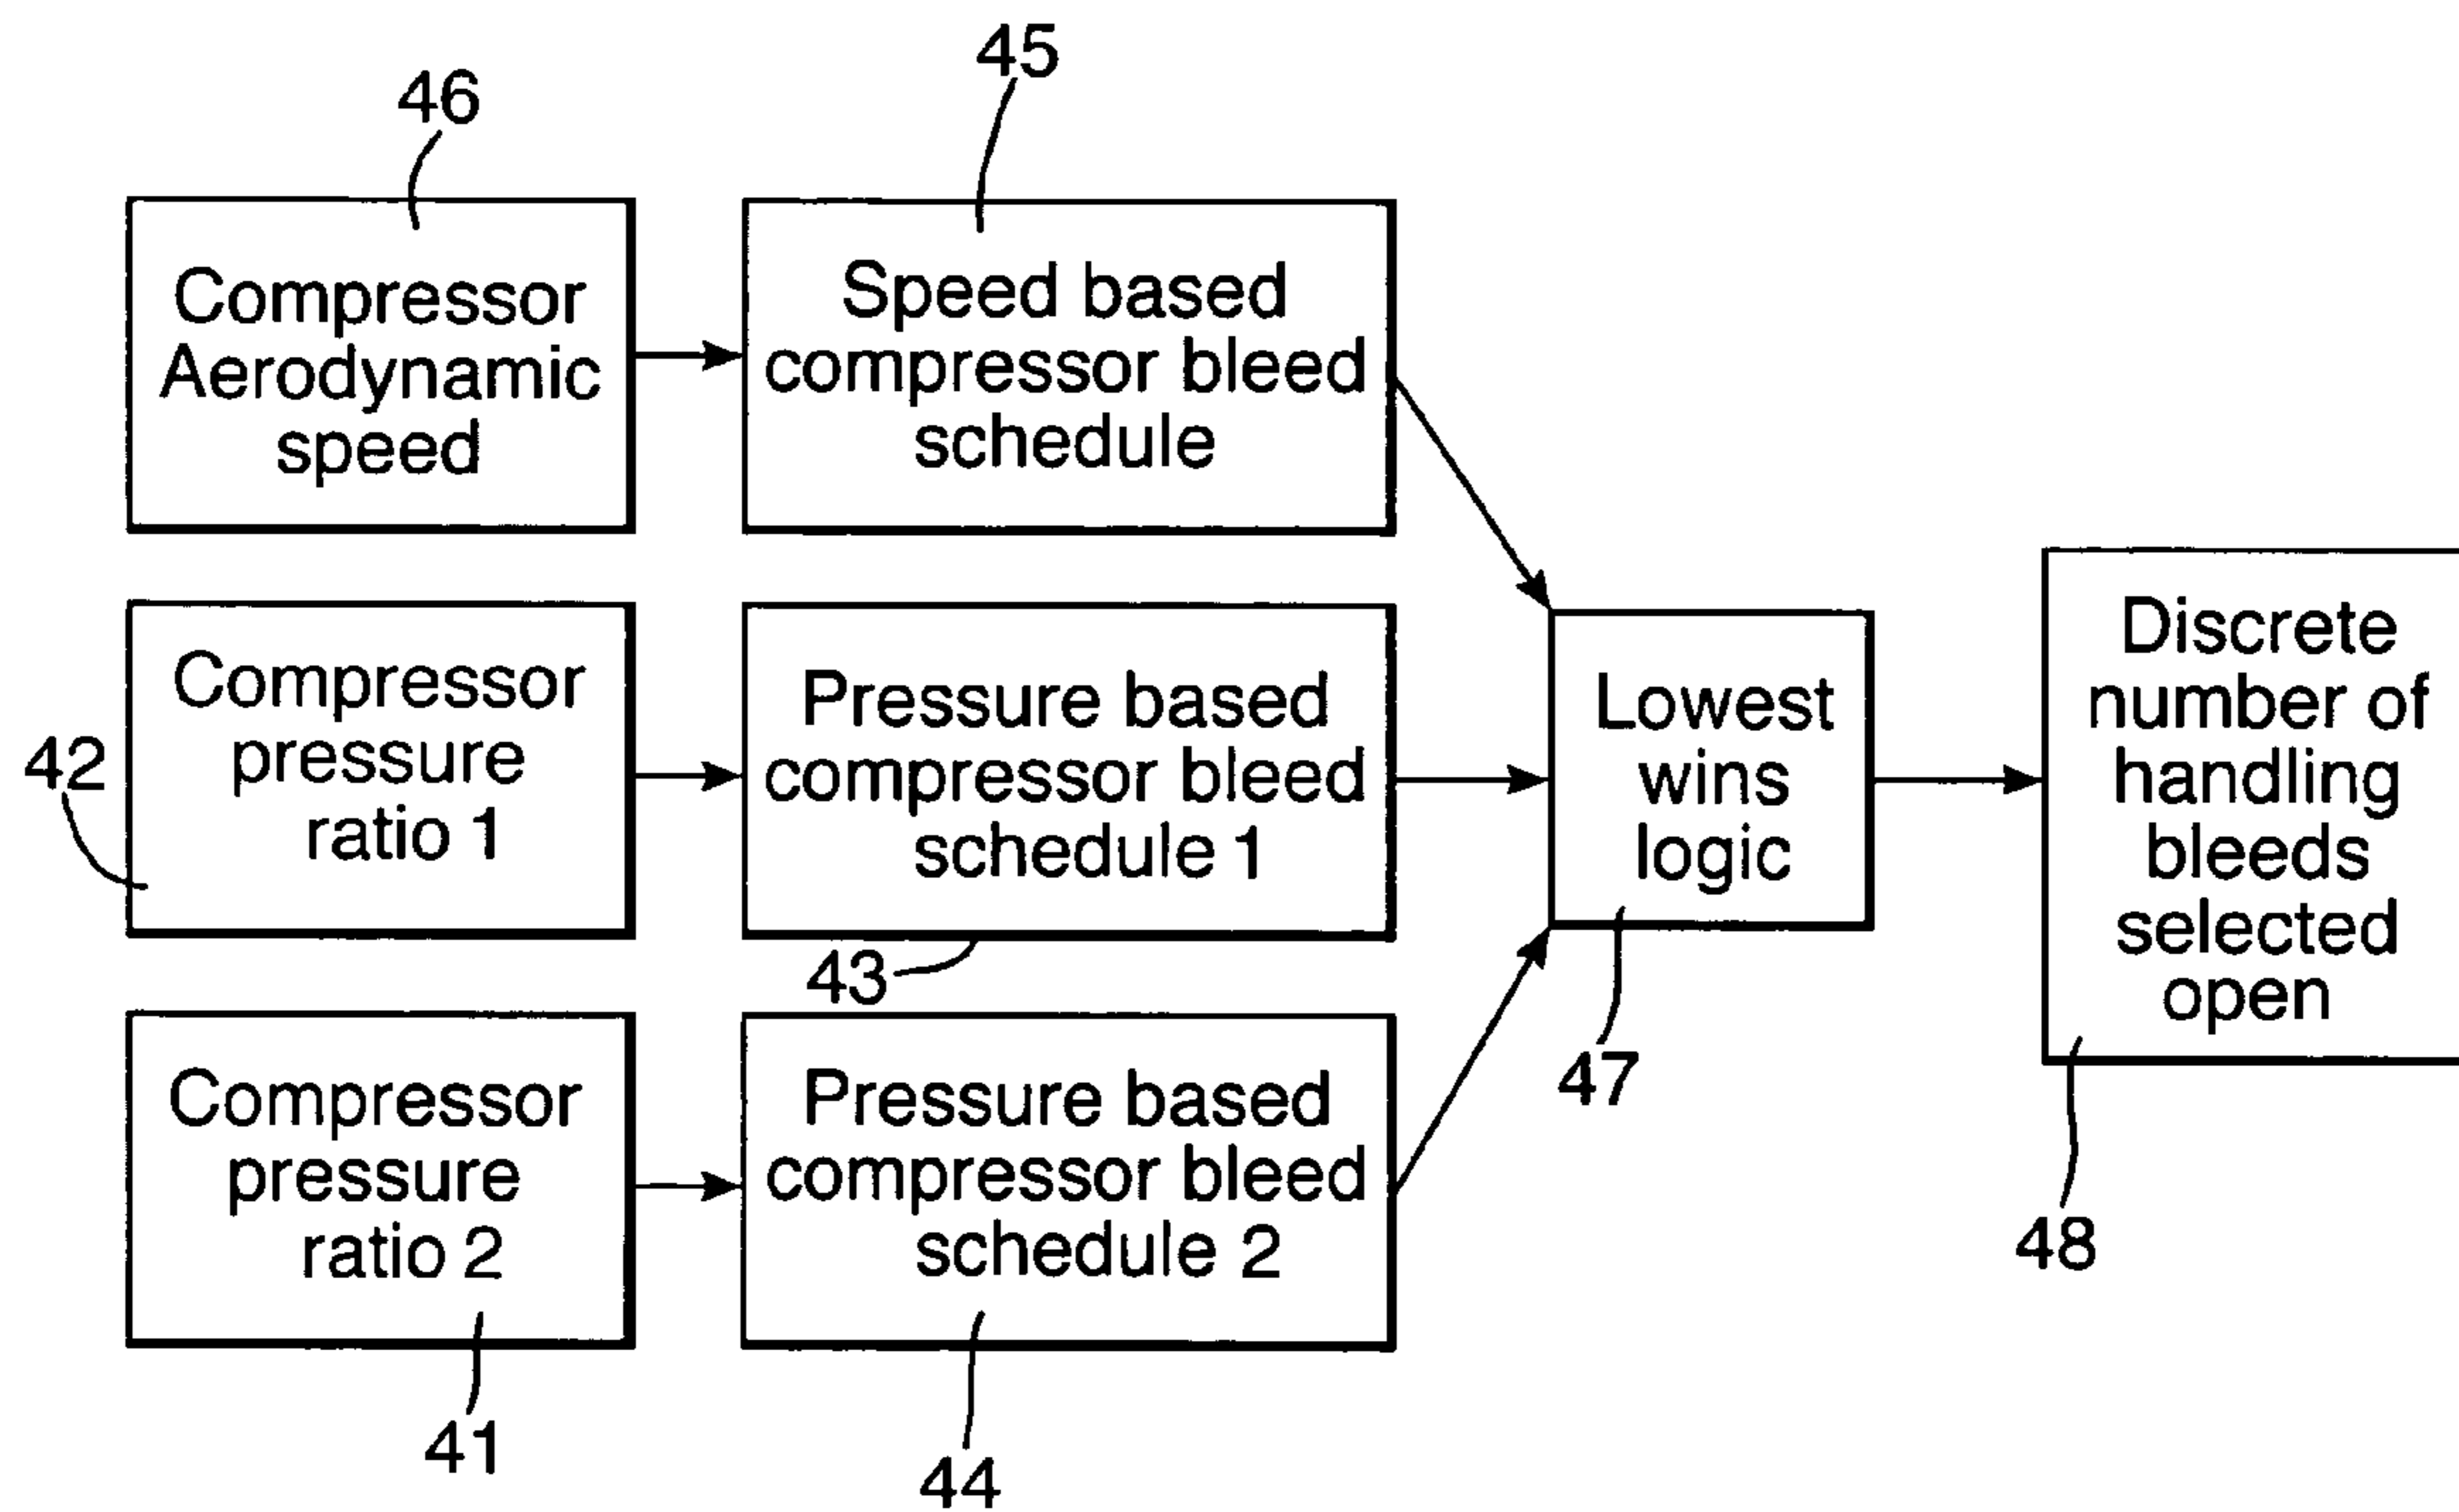 46
45
Compressor
Aerodynamic
speed
Speed based
compressor bleed
schedule
42
Compressor
pressure
ratio 1
Pressure based
compressor bleed
schedule 1
43
Lowest
wins
logic
47
Discrete
number of
handling
bleeds
selected
open
48
Compressor
pressure
ratio 2
41
Pressure based
compressor bleed
schedule 2
44